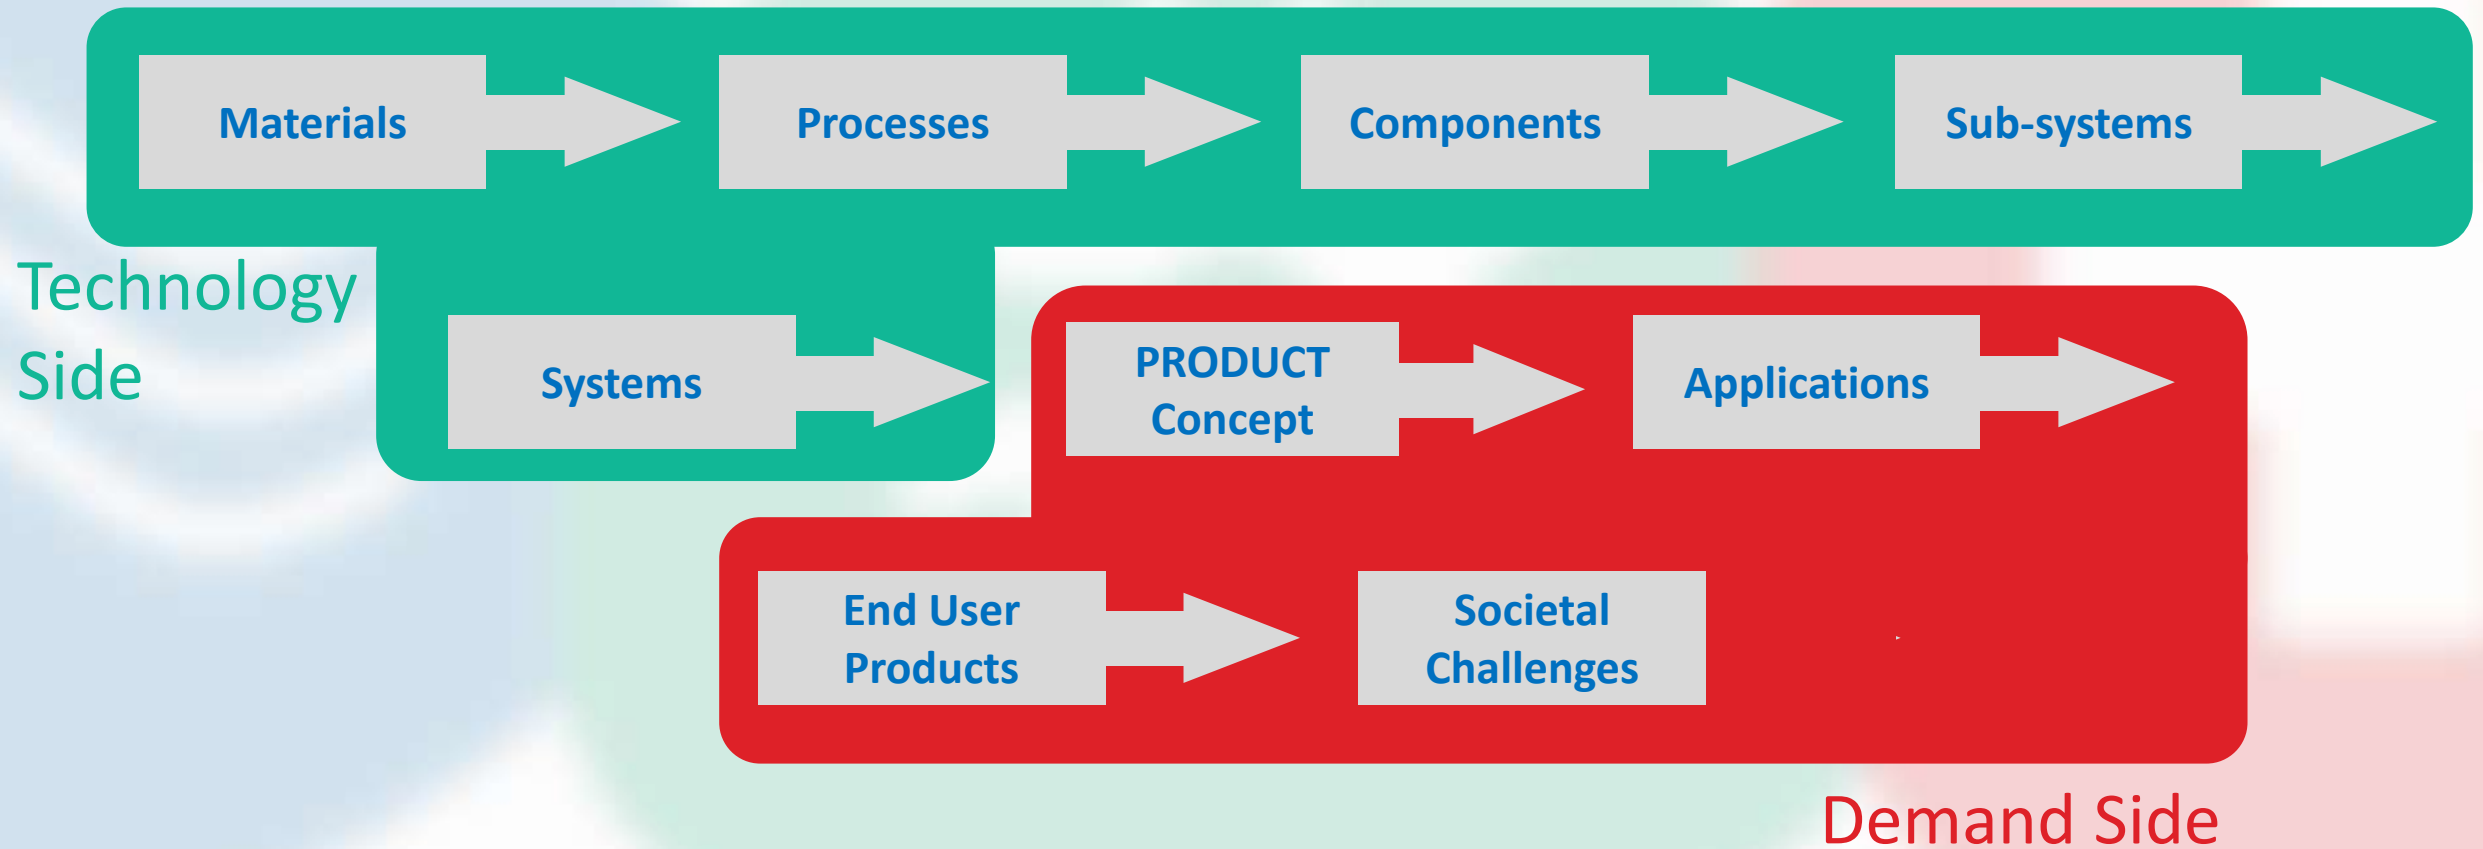 Materials
Processes
Components
Sub-systems
Technology
Side
Systems
PRODUCT
Concept
Applications
End User
Products
Societal
Challenges
Demand Side